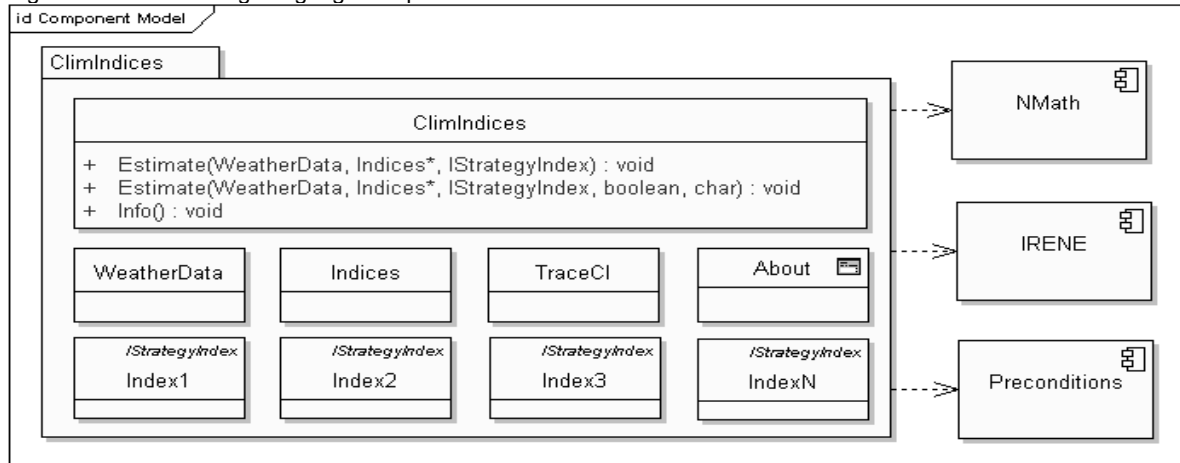 id Component Model
ClimIndices
ClimIndices
+ Estimate(WeatherData, Indices*, IStrategyIndex) : void
+ Estimate(WeatherData, Indices*, IStrategyIndex, boolean, char) : void
+ Info() : void
WeatherData
Indices
TraceCI
About
IStrategyIndex
Index1
IStrategyIndex
Index2
IStrategyIndex
Index3
IStrategyIndex
IndexN
NMath
IRENE
Preconditions